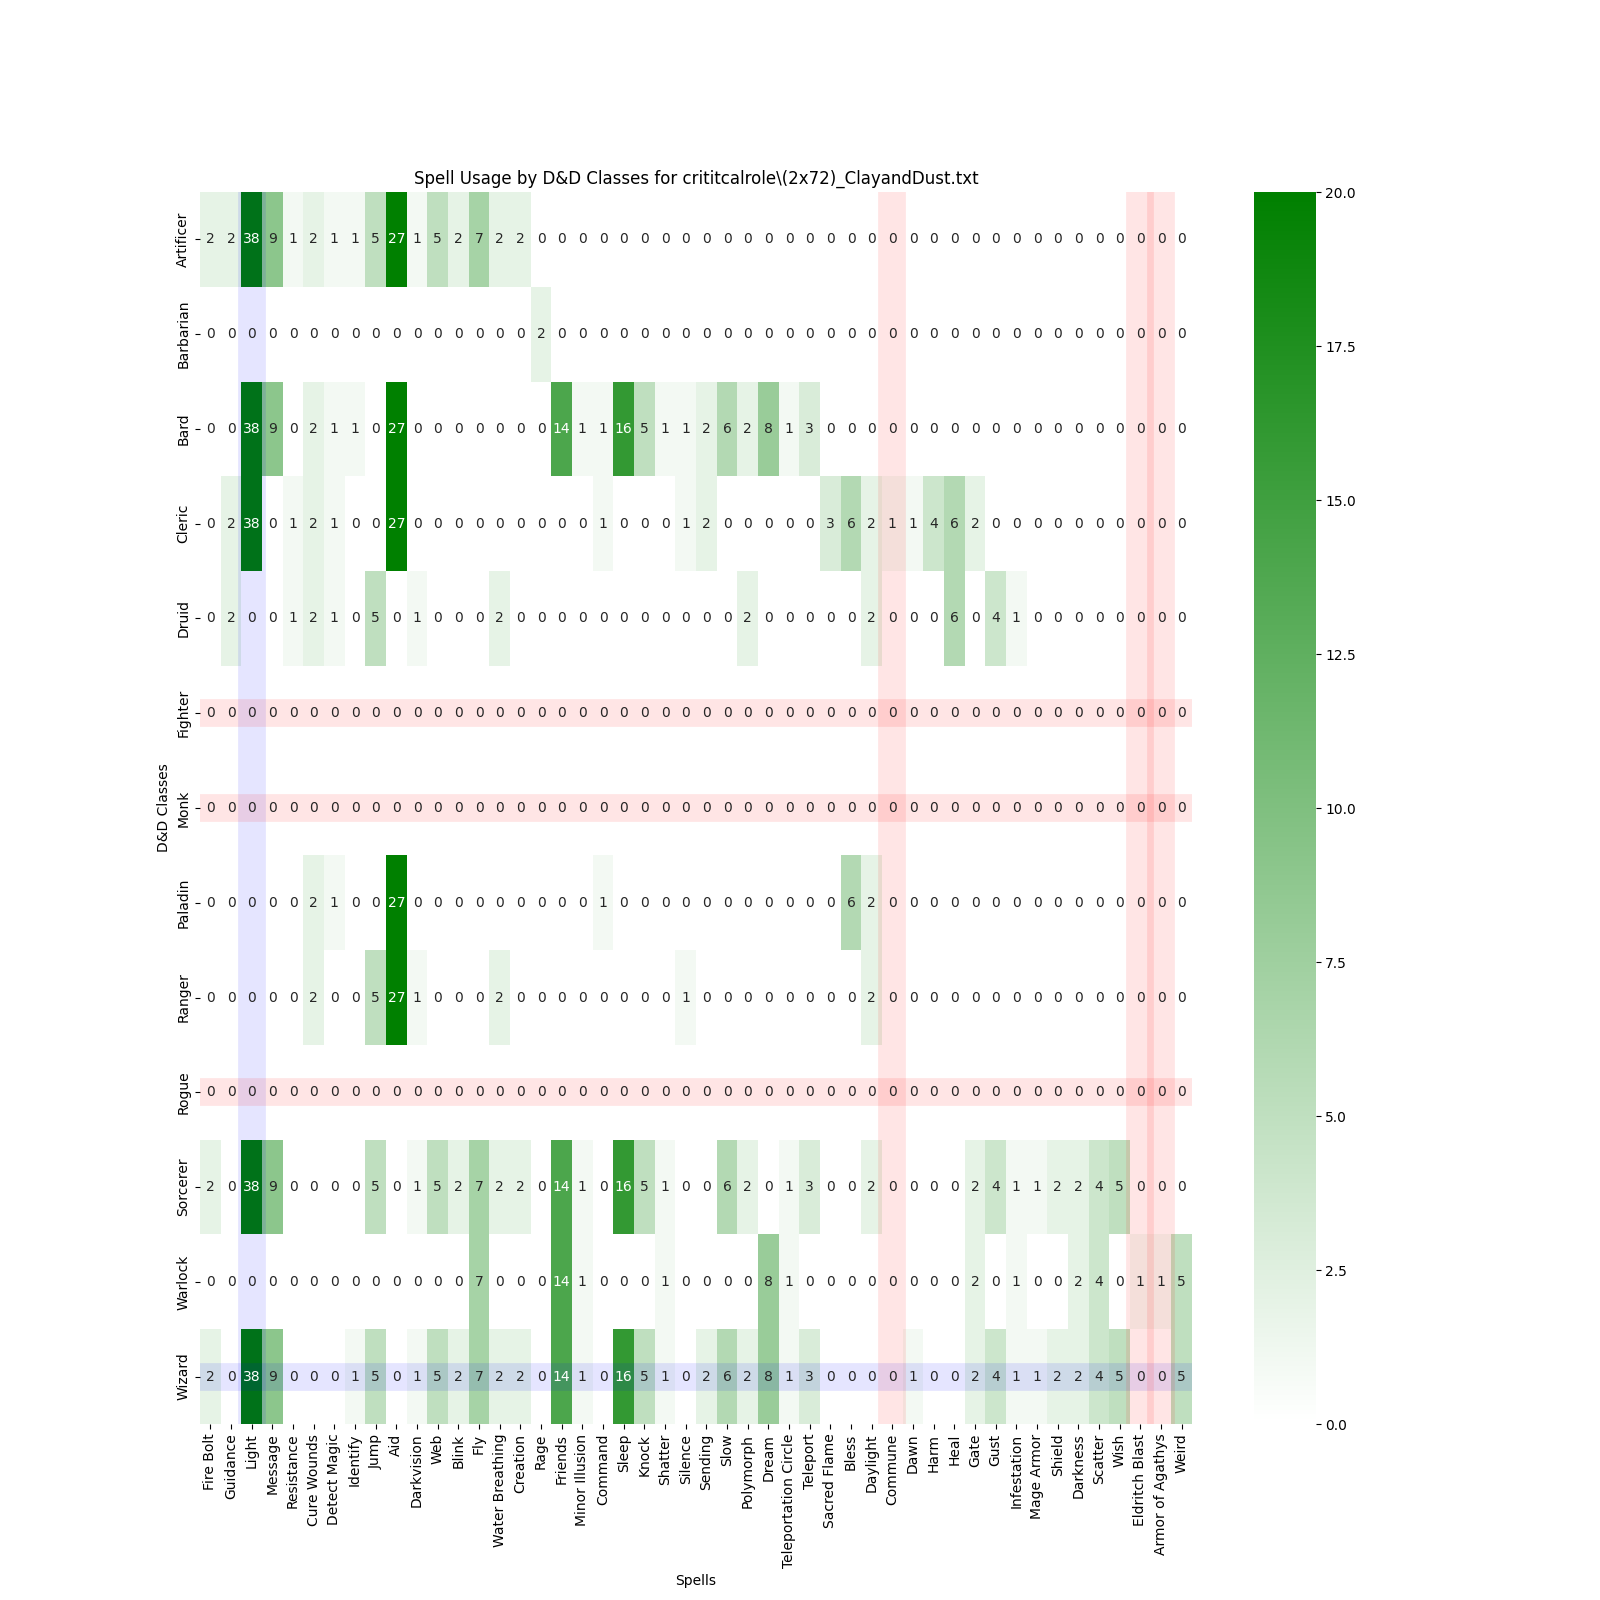 Spell Usage by D&D Classes for crititcalrole\(2x72)_ClayandDust.txt
D&D Classes
Artificer 2 2 38 9 1 2 1 1 5 27 1 5 2 7 2 2 0 0 0 0 0 0 0 0 0 0 0 0 0 0 0 0 0 0 0 0 0 0 0 0 0 0 0 0 0 0 0 0
Barbarian 0 0 0 0 0 0 0 0 0 0 0 0 0 0 0 0 2 0 0 0 0 0 0 0 0 0 0 0 0 0 0 0 0 0 0 0 0 0 0 0 0 0 0 0 0 0 0 0
Bard 0 0 38 9 0 2 1 1 0 27 0 0 0 0 0 0 0 14 1 1 16 5 1 1 2 6 2 8 1 3 0 0 0 0 0 0 0 0 0 0 0 0 0 0 0 0 0 0
Cleric 0 2 38 0 1 2 1 0 0 27 0 0 0 0 0 0 0 0 0 1 0 0 0 1 2 0 0 0 0 0 3 6 2 1 1 4 6 2 0 0 0 0 0 0 0 0 0 0
Druid 0 2 0 0 1 2 1 0 5 0 1 0 0 0 2 0 0 0 0 0 0 0 0 0 0 0 2 0 0 0 0 0 2 0 0 0 6 0 4 1 0 0 0 0 0 0 0 0
Fighter 0 0 0 0 0 0 0 0 0 0 0 0 0 0 0 0 0 0 0 0 0 0 0 0 0 0 0 0 0 0 0 0 0 0 0 0 0 0 0 0 0 0 0 0 0 0 0 0
Monk 0 0 0 0 0 0 0 0 0 0 0 0 0 0 0 0 0 0 0 0 0 0 0 0 0 0 0 0 0 0 0 0 0 0 0 0 0 0 0 0 0 0 0 0 0 0 0 0
Paladin 0 0 0 0 0 2 1 0 0 27 0 0 0 0 0 0 0 0 0 1 0 0 0 0 0 0 0 0 0 0 0 6 2 0 0 0 0 0 0 0 0 0 0 0 0 0 0 0
Ranger 0 0 0 0 0 2 0 0 5 27 1 0 0 0 2 0 0 0 0 0 0 0 0 1 0 0 0 0 0 0 0 0 2 0 0 0 0 0 0 0 0 0 0 0 0 0 0 0
Rogue 0 0 0 0 0 0 0 0 0 0 0 0 0 0 0 0 0 0 0 0 0 0 0 0 0 0 0 0 0 0 0 0 0 0 0 0 0 0 0 0 0 0 0 0 0 0 0 0
Sorcerer 2 0 38 9 0 0 0 0 5 0 1 5 2 7 2 2 0 14 1 0 16 5 1 0 0 6 2 0 1 3 0 0 2 0 0 0 0 2 4 1 1 2 2 4 5 0 0 0
Warlock 0 0 0 0 0 0 0 0 0 0 0 0 0 7 0 0 0 14 1 0 0 0 1 0 0 0 0 8 1 0 0 0 0 0 0 0 0 2 0 1 0 0 2 4 0 1 1 5
Wizard 2 0 38 9 0 0 0 1 5 0 1 5 2 7 2 2 0 14 1 0 16 5 1 0 2 6 2 8 1 3 0 0 0 0 1 0 0 2 4 1 1 2 2 4 5 0 0 5
Fire Bolt
Guidance
Light
Message
Resistance
Cure Wounds
Detect Magic
Identify
Jump
Aid
Darkvision
Web
Blink
Fly
Water Breathing
Creation
Rage
Friends
Minor Illusion
Command
Sleep
Knock
Shatter
Silence
Sending
Slow
Polymorph
Dream
Teleportation Circle
Teleport
Sacred Flame
Bless
Daylight
Commune
Dawn
Harm
Heal
Gate
Gust
Infestation
Mage Armor
Shield
Darkness
Scatter
Wish
Eldritch Blast
Armor of Agathys
Weird
Spells
20.0
17.5
15.0
12.5
10.0
7.5
5.0
2.5
0.0